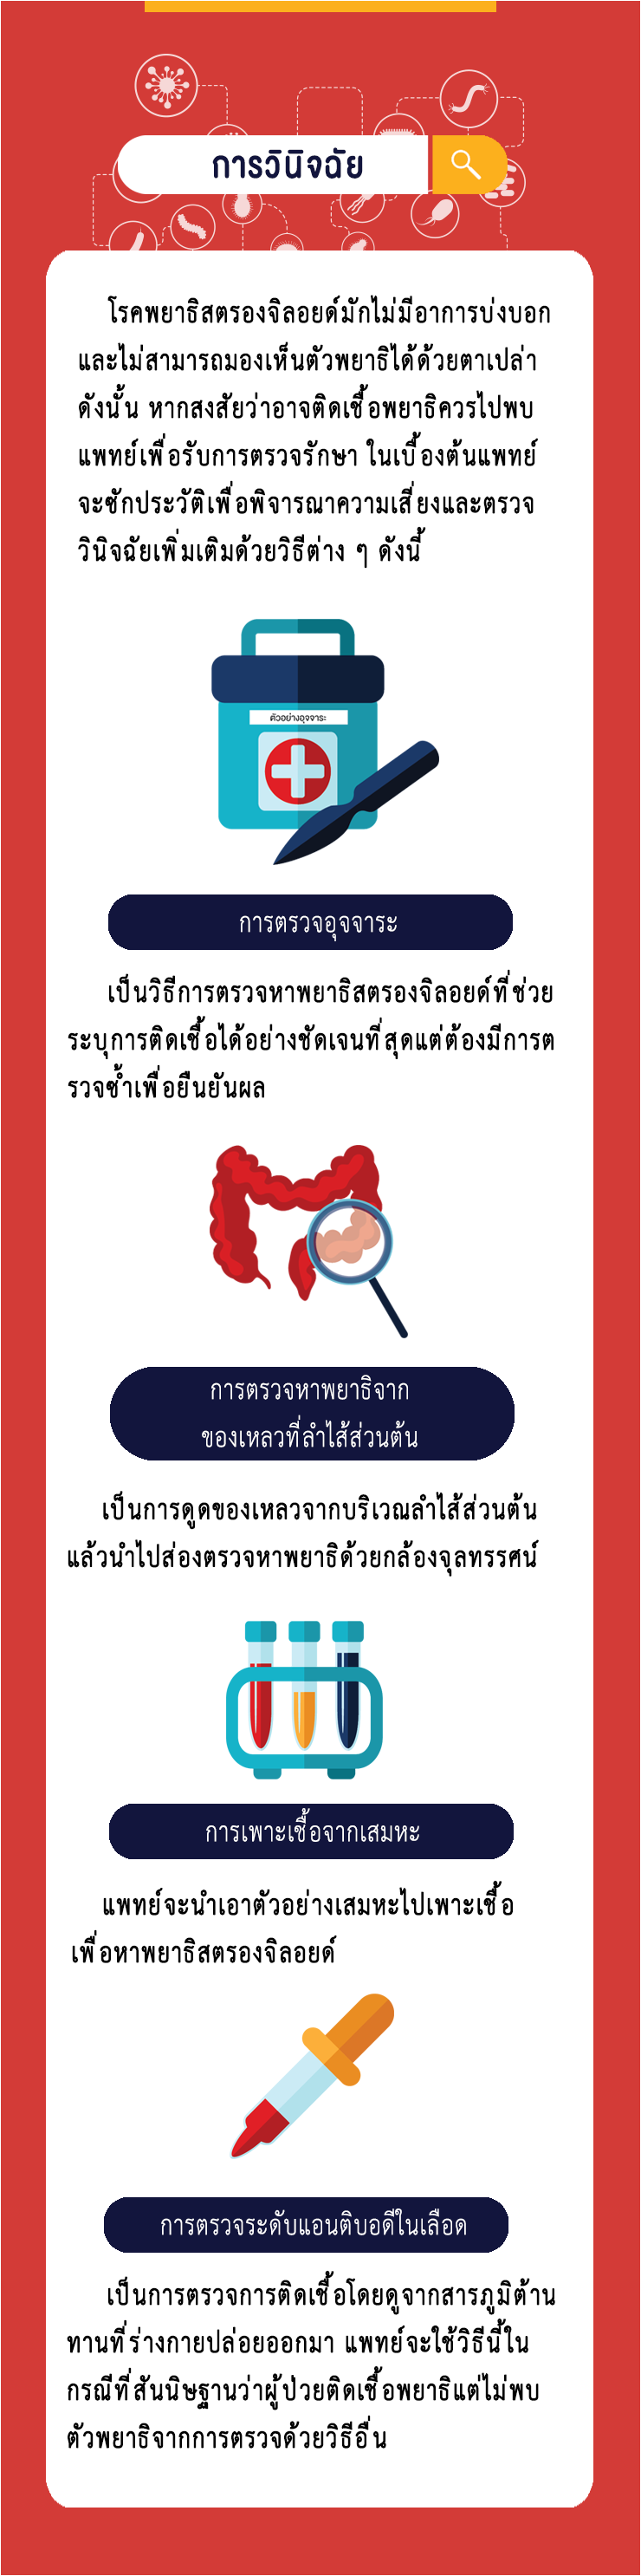 การวินิจฉัย
โรคพยาธิสตรองจิลอยด์มักไม่มีอาการบ่งบอก
และไม่สามารถมองเห็นตัวพยาธิได้ด้วยตาเปล่า
ดังนั้น หากสงสัยว่าอาจติดเชื้อพยาธิควรไปพบ
แพทย์เพื่อรับการตรวจรักษา ในเบื้องต้นแพทย์
จะซักประวัติเพื่อพิจารณาความเสี่ยงและตรวจ
วินิจฉัยเพิ่มเติมด้วยวิธีต่าง ๆ ดังนี้
ตัวอย่างอุจจาระ
การตรวจอุจจาระ
เป็นวิธีการตรวจหาพยาธิสตรองจิลอยด์ที่ช่วย
ระบุการติดเชื้อได้อย่างชัดเจนที่สุดแต่ต้องมีการต
รวจซ้ำเพื่อยืนยันผล
การตรวจหาพยาธิจาก
ของเหลวที่ลำไส้ส่วนต้น
เป็นการดูดของเหลวจากบริเวณลำไส้ส่วนต้น
แล้วนำไปส่องตรวจหาพยาธิด้วยกล้องจุลทรรศน์
การเพาะเชื้อจากเสมหะ
แพทย์จะนำเอาตัวอย่างเสมหะไปเพาะเชื้อ
เพื่อหาพยาธิสตรองจิลอยด์
การตรวจระดับแอนติบอดีในเลือด
เป็นการตรวจการติดเชื้อโดยดูจากสารภูมิต้าน
ทานที่ร่างกายปล่อยออกมา แพทย์จะใช้วิธีนี้ใน
กรณีที่สันนิษฐานว่าผู้ป่วยติดเชื้อพยาธิแต่ไม่พบ
ตัวพยาธิจากการตรวจด้วยวิธีอื่น